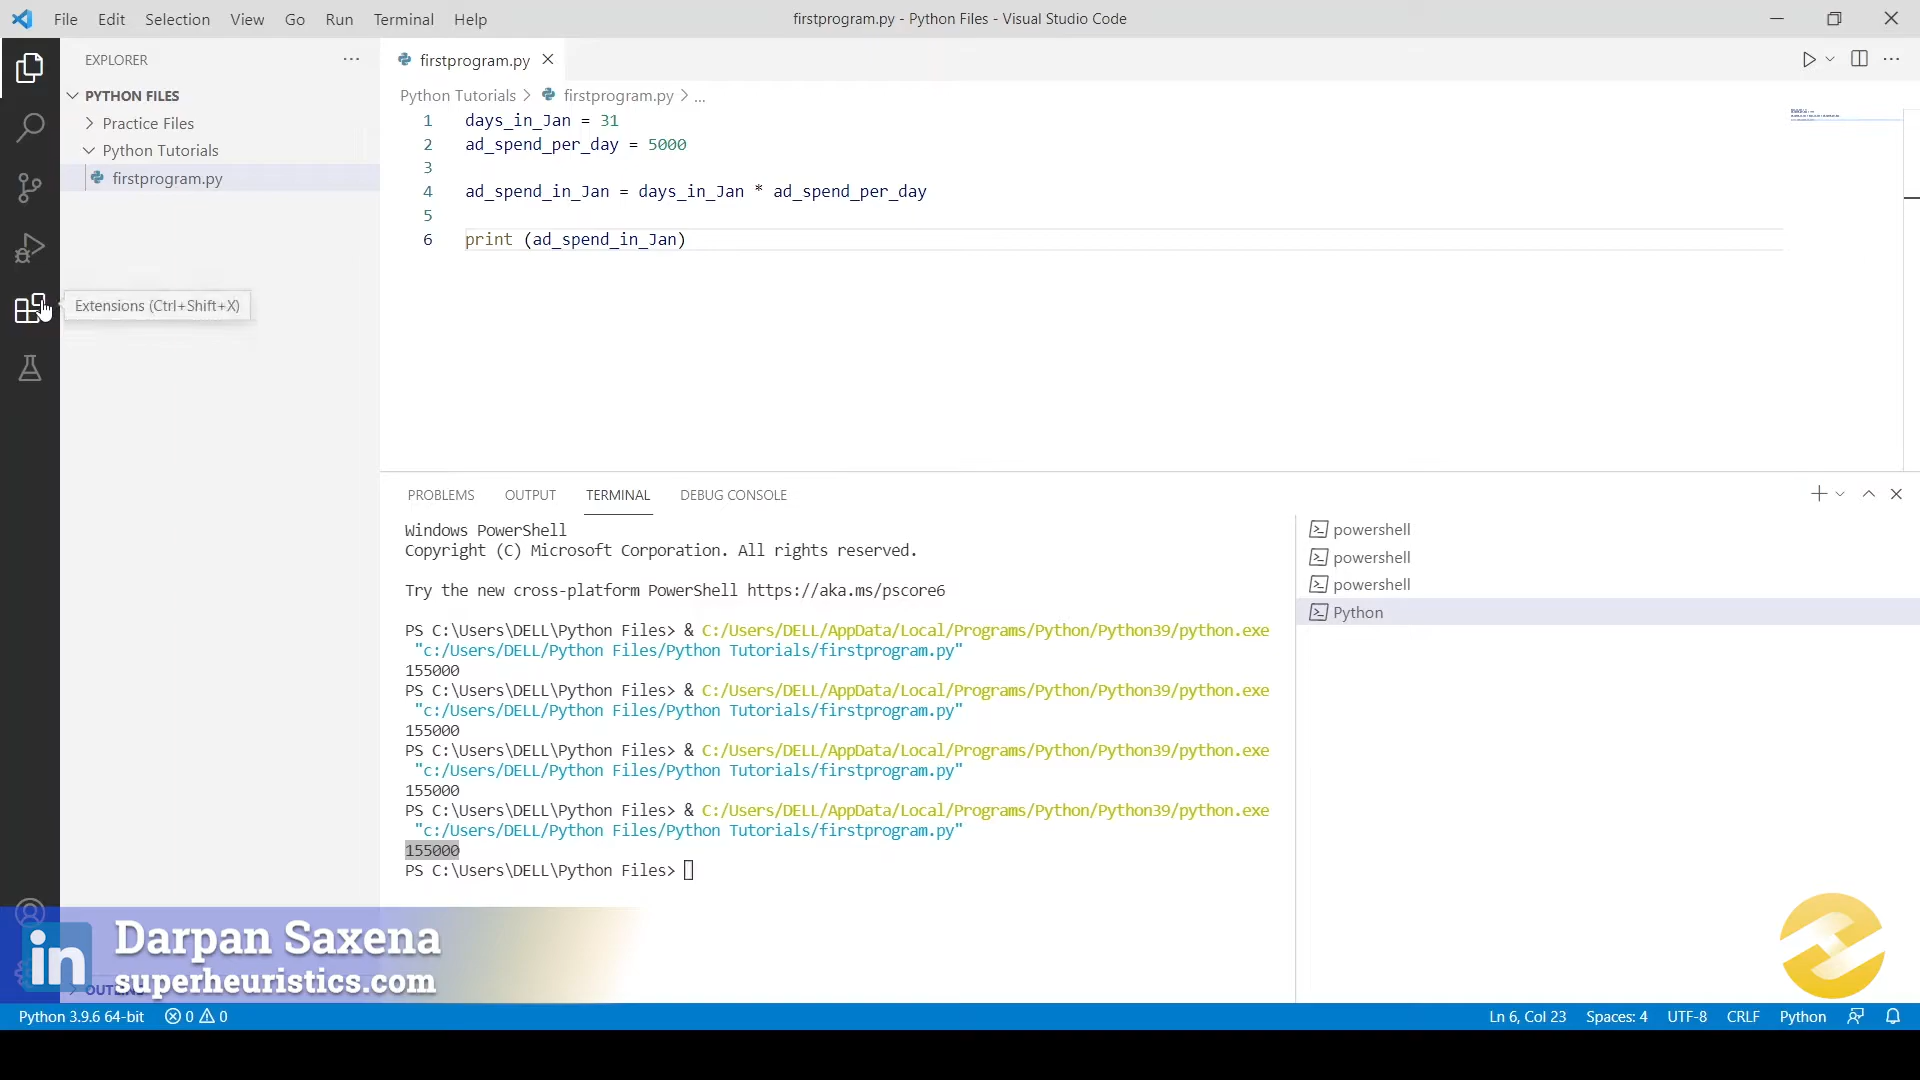 File Edit Selection View Go Run Terminal Help
firstprogram.py - Python Files - Visual Studio Code
EXPLORER
PYTHON FILES
Practice Files
Python Tutorials
firstprogram.py
Extensions (Ctrl+Shift+X)
firstprogram.py
Python Tutorials > firstprogram.py > ...
1 days_in_Jan = 31
2 ad_spend_per_day = 5000
3
4 ad_spend_in_Jan = days_in_Jan * ad_spend_per_day
5
6 print (ad_spend_in_Jan)
PROBLEMS OUTPUT TERMINAL DEBUG CONSOLE
Windows PowerShell
Copyright (C) Microsoft Corporation. All rights reserved.
Try the new cross-platform PowerShell https://aka.ms/pscore6
PS C:\Users\DELL\Python Files> & C:/Users/DELL/AppData/Local/Programs/Python/Python39/python.exe
"c:/Users/DELL/Python Files/Python Tutorials/firstprogram.py"
155000
PS C:\Users\DELL\Python Files> & C:/Users/DELL/AppData/Local/Programs/Python/Python39/python.exe
"c:/Users/DELL/Python Files/Python Tutorials/firstprogram.py"
155000
PS C:\Users\DELL\Python Files> & C:/Users/DELL/AppData/Local/Programs/Python/Python39/python.exe
"c:/Users/DELL/Python Files/Python Tutorials/firstprogram.py"
155000
PS C:\Users\DELL\Python Files> & C:/Users/DELL/AppData/Local/Programs/Python/Python39/python.exe
"c:/Users/DELL/Python Files/Python Tutorials/firstprogram.py"
155000
PS C:\Users\DELL\Python Files>
powershell
powershell
powershell
Python
in
Darpan Saxena
superheuristics.com
Python 3.9.6 64-bit 0 0
Ln 6, Col 23 Spaces: 4 UTF-8 CRLF Python